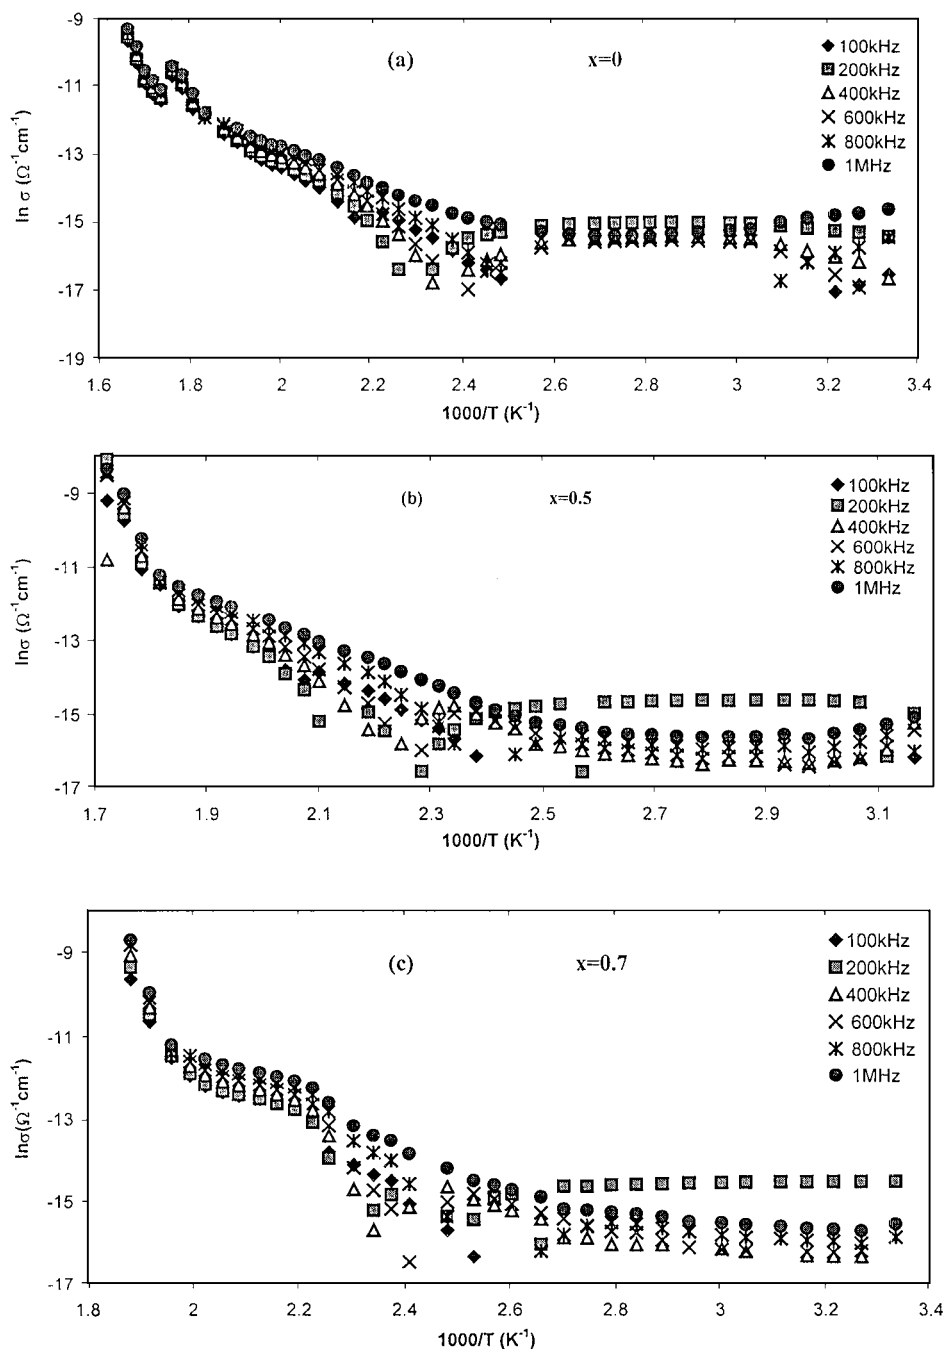 -9
-11
-13
-15
-17
-19
ln σ (Ω⁻¹cm⁻¹)
(a) x=0
100kHz
200kHz
400kHz
600kHz
800kHz
1MHz
1.6 1.8 2 2.2 2.4 2.6 2.8 3 3.2 3.4
1000/T (K⁻¹)
-9
-11
-13
-15
-17
lnσ (Ω⁻¹cm⁻¹)
(b) x=0.5
100kHz
200kHz
400kHz
600kHz
800kHz
1MHz
1.7 1.9 2.1 2.3 2.5 2.7 2.9 3.1
1000/T (K⁻¹)
-9
-11
-13
-15
-17
lnσ(Ω⁻¹cm⁻¹)
(c) x=0.7
100kHz
200kHz
400kHz
600kHz
800kHz
1MHz
1.8 2 2.2 2.4 2.6 2.8 3 3.2 3.4
1000/T (K⁻¹)